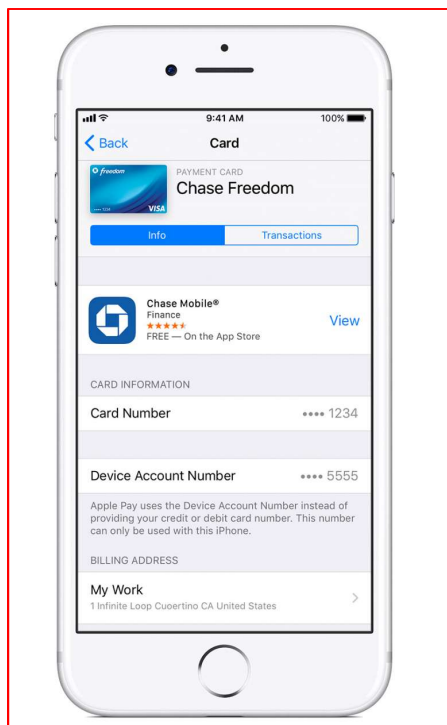 9:41 AM
100%
Back
Card
freedom
PAYMENT CARD
Chase Freedom
•••• 1234
VISA
Info
Transactions
Chase Mobile®
Finance
FREE — On the App Store
View
CARD INFORMATION
Card Number
•••• 1234
Device Account Number
•••• 5555
Apple Pay uses the Device Account Number instead of
providing your credit or debit card number. This number
can only be used with this iPhone.
BILLING ADDRESS
My Work
1 Infinite Loop Cuoertino CA United States